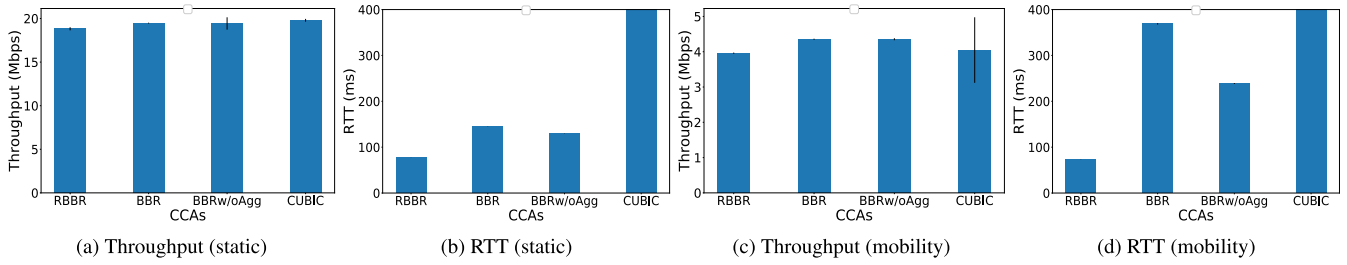 Throughput (Mbps)
20
15
10
5
0
RBBR BBR BBRw/oAgg CUBIC
CCAs
(a) Throughput (static)
RTT (ms)
400
300
200
100
0
RBBR BBR BBRw/oAgg CUBIC
CCAs
(b) RTT (static)
Throughput (Mbps)
5
4
3
2
1
0
RBBR BBR BBRw/oAgg CUBIC
CCAs
(c) Throughput (mobility)
RTT (ms)
400
300
200
100
0
RBBR BBR BBRw/oAgg CUBIC
CCAs
(d) RTT (mobility)